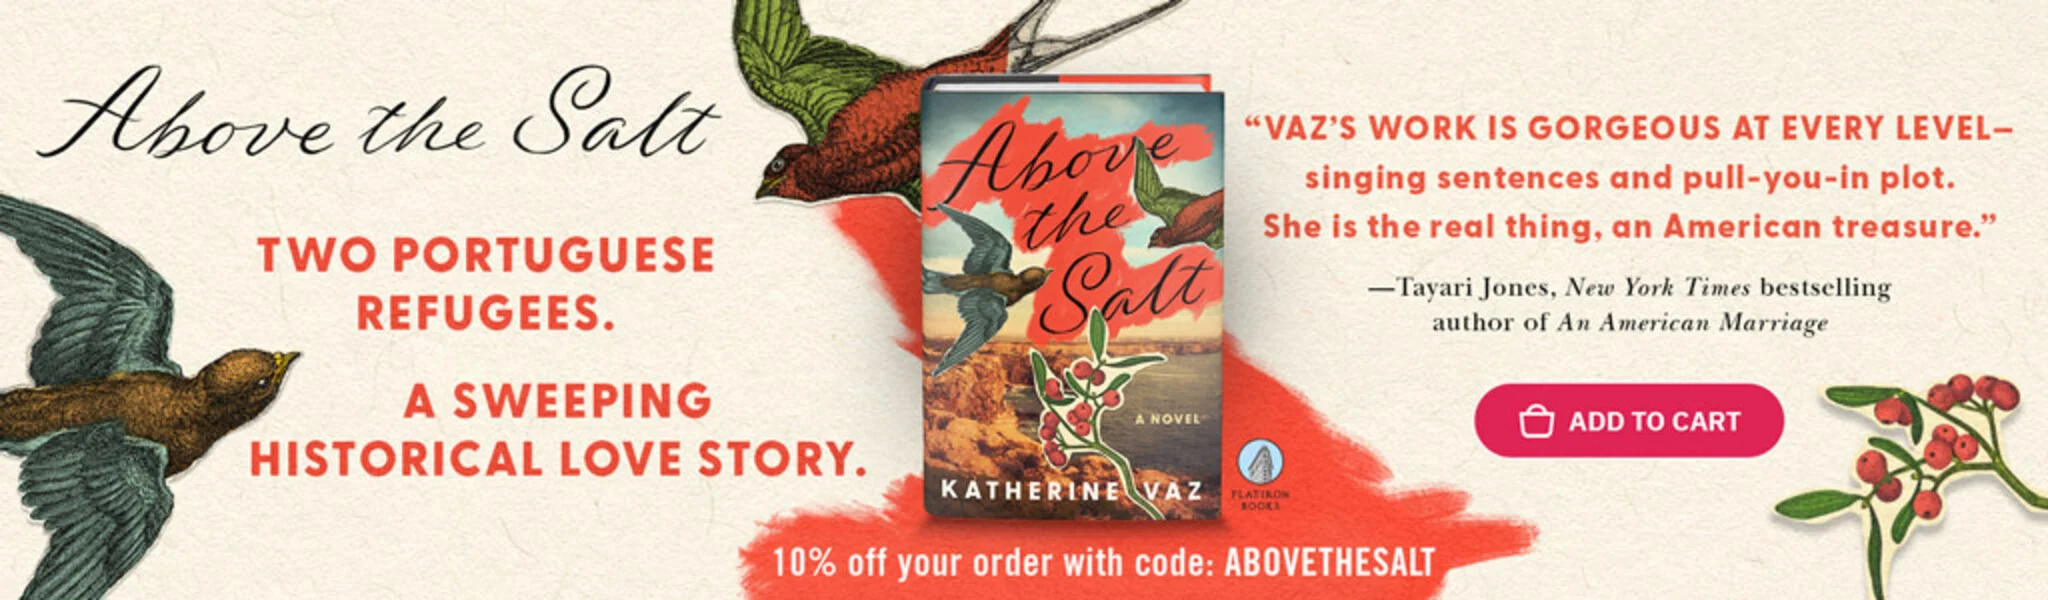 Above the Salt
TWO PORTUGUESE
REFUGEES.
A SWEEPING
HISTORICAL LOVE STORY.
Above
the
Salt
A NOVEL
KATHERINE VAZ
FLATIRON
BOOKS
“VAZ’S WORK IS GORGEOUS AT EVERY LEVEL–
singing sentences and pull-you-in plot.
She is the real thing, an American treasure.”
—Tayari Jones, New York Times bestselling
author of An American Marriage
ADD TO CART
10% off your order with code: ABOVETHESALT